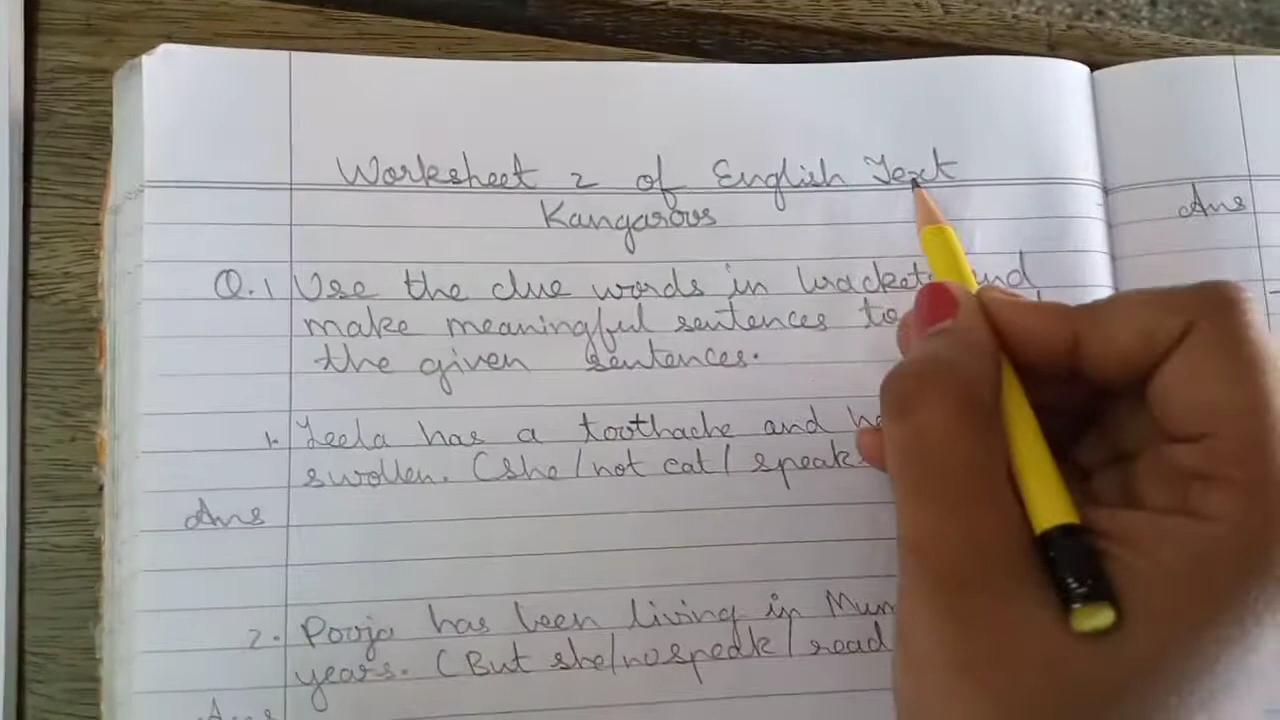 Worksheet 2 of English Text
Kangaroos
Ans
Q.1 Use the clue words in brackets and
make meaningful sentences to
the given sentences.
1. Leela has a toothache and
swollen. (she/not eat/speak
Ans
2. Pooja has been living in
years. (But she/no speak/read
Ans